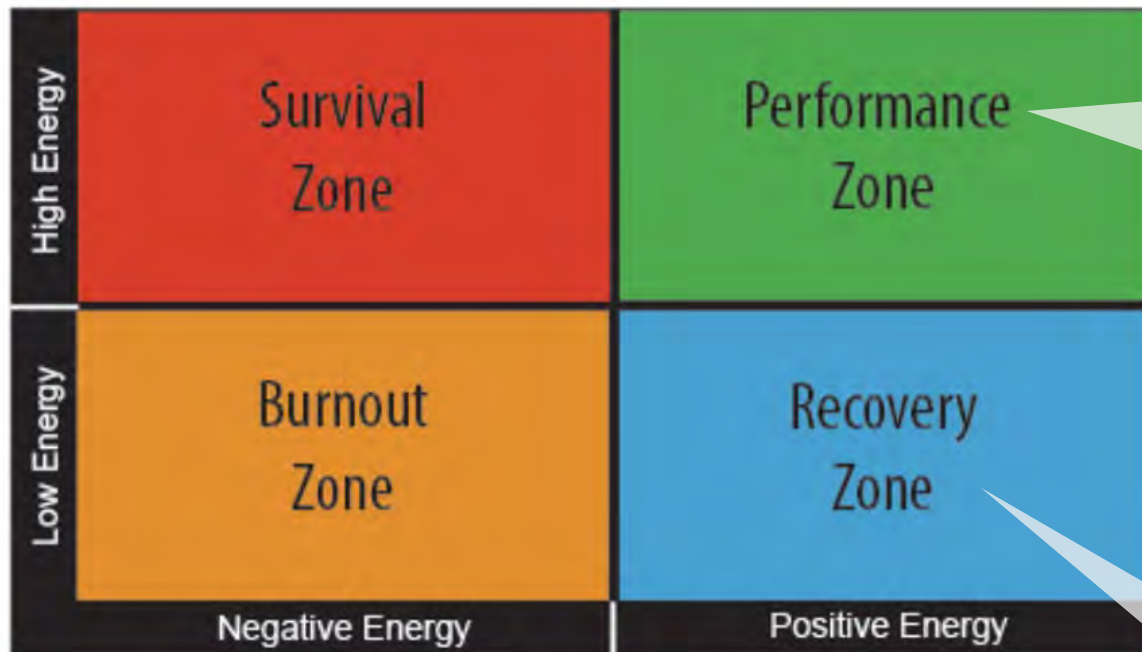 High Energy
Survival
Zone
Performance
Zone
Low Energy
Burnout
Zone
Recovery
Zone
Negative Energy
Positive Energy